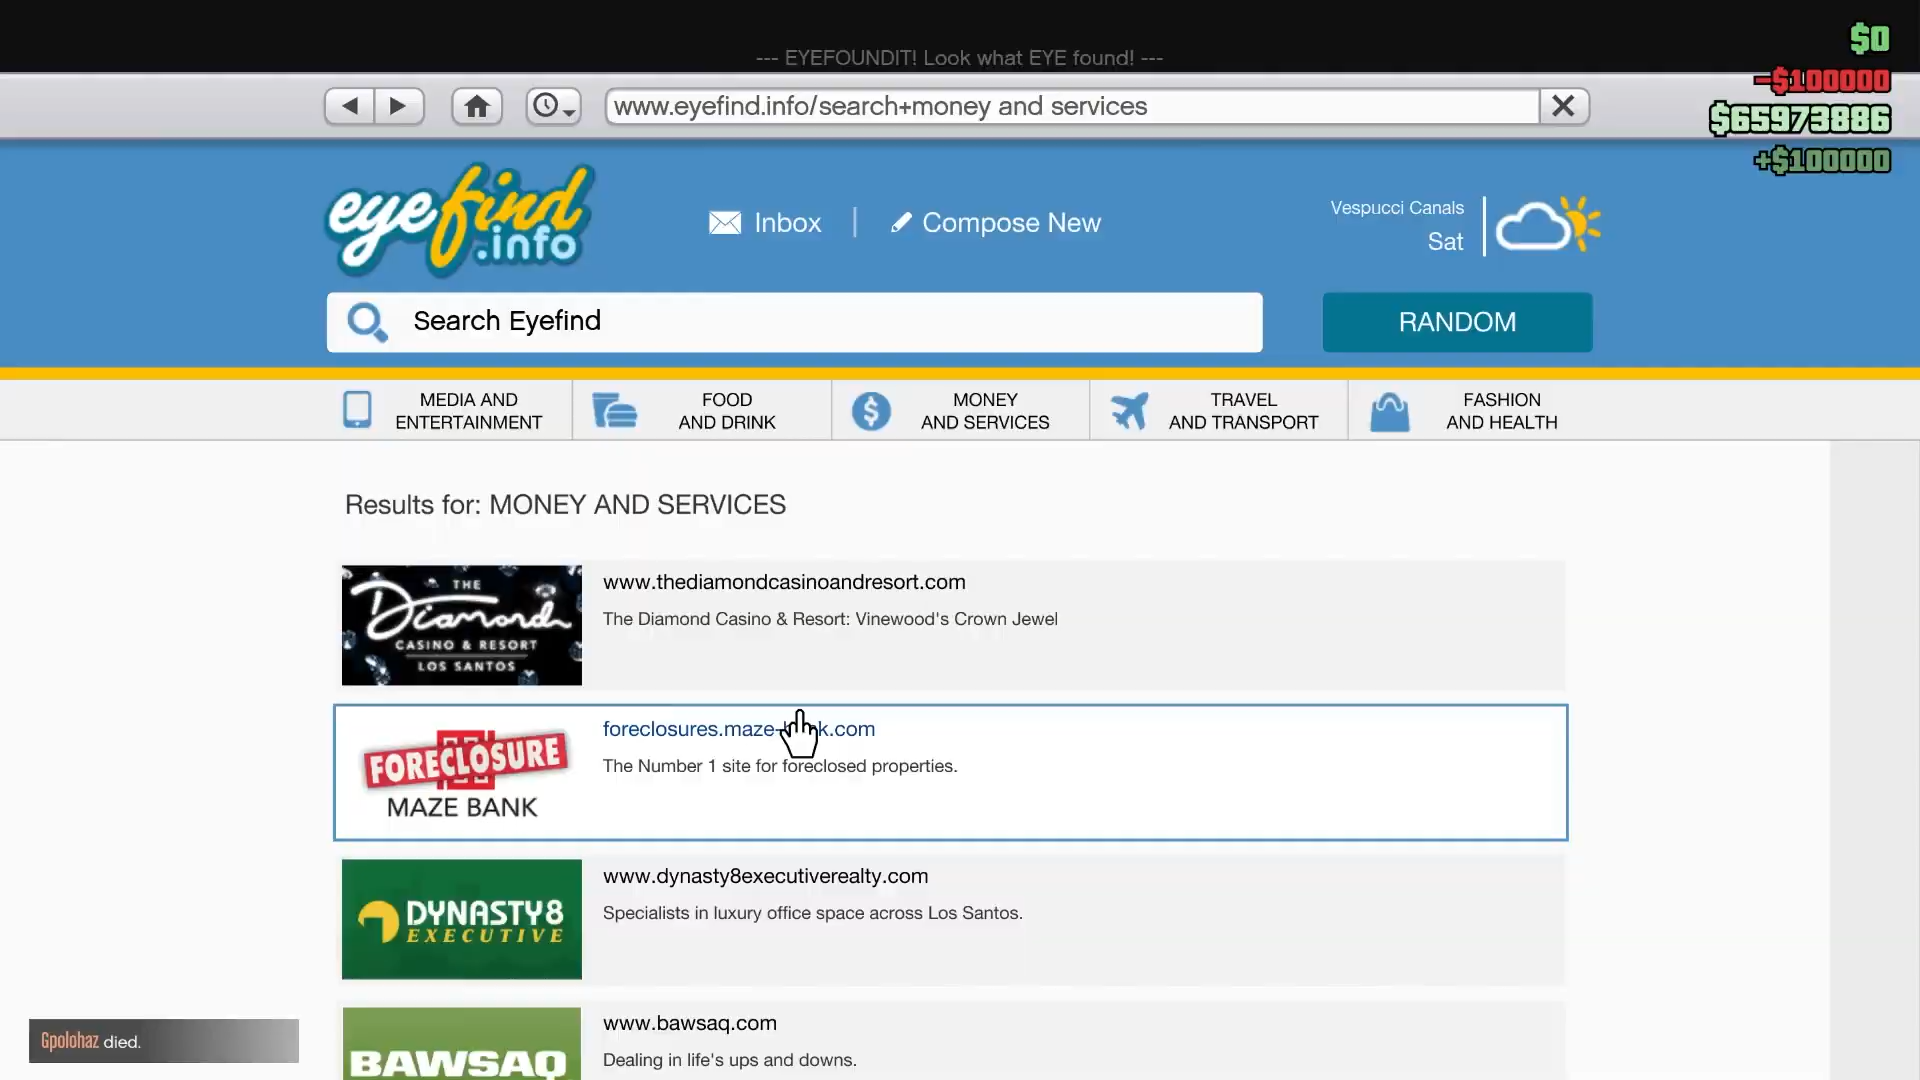 --- EYEFOUNDIT! Look what EYE found! ---
$0
-$100000
$65973886
+$100000
www.eyefind.info/search+money and services
eyefind
.info
Inbox
Compose New
Vespucci Canals
Sat
Search Eyefind
RANDOM
MEDIA AND
ENTERTAINMENT
FOOD
AND DRINK
MONEY
AND SERVICES
TRAVEL
AND TRANSPORT
FASHION
AND HEALTH
Results for: MONEY AND SERVICES
THE
Diamond
CASINO & RESORT
LOS SANTOS
www.thediamondcasinoandresort.com
The Diamond Casino & Resort: Vinewood's Crown Jewel
FORECLOSURE
MAZE BANK
foreclosures.maze-bank.com
The Number 1 site for foreclosed properties.
DYNASTY8
EXECUTIVE
www.dynasty8executiverealty.com
Specialists in luxury office space across Los Santos.
BAWSAQ
www.bawsaq.com
Dealing in life's ups and downs.
Gpolohaz died.